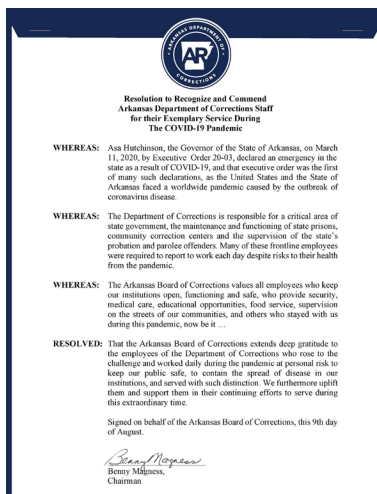 ARKANSAS DEPARTMENT OF
AR
CORRECTIONS
Resolution to Recognize and Commend
Arkansas Department of Corrections Staff
for their Exemplary Service During
The COVID-19 Pandemic
WHEREAS: Asa Hutchinson, the Governor of the State of Arkansas, on March
11, 2020, by Executive Order 20-03, declared an emergency in the
state as a result of COVID-19, and that executive order was the first
of many such declarations, as the United States and the State of
Arkansas faced a worldwide pandemic caused by the outbreak of
coronavirus disease.
WHEREAS: The Department of Corrections is responsible for a critical area of
state government, the maintenance and functioning of state prisons,
community correction centers and the supervision of the state's
probation and parolee offenders. Many of these frontline employees
were required to report to work each day despite risks to their health
from the pandemic.
WHEREAS: The Arkansas Board of Corrections values all employees who keep
our institutions open, functioning and safe, who provide security,
medical care, educational opportunities, food service, supervision
on the streets of our communities, and others who stayed with us
during this pandemic, now be it …
RESOLVED: That the Arkansas Board of Corrections extends deep gratitude to
the employees of the Department of Corrections who rose to the
challenge and worked daily during the pandemic at personal risk to
keep our public safe, to contain the spread of disease in our
institutions, and served with such distinction. We furthermore uplift
them and support them in their continuing efforts to serve during
this extraordinary time.
Signed on behalf of the Arkansas Board of Corrections, this 9th day
of August.
Benny Magness
Benny Magness,
Chairman